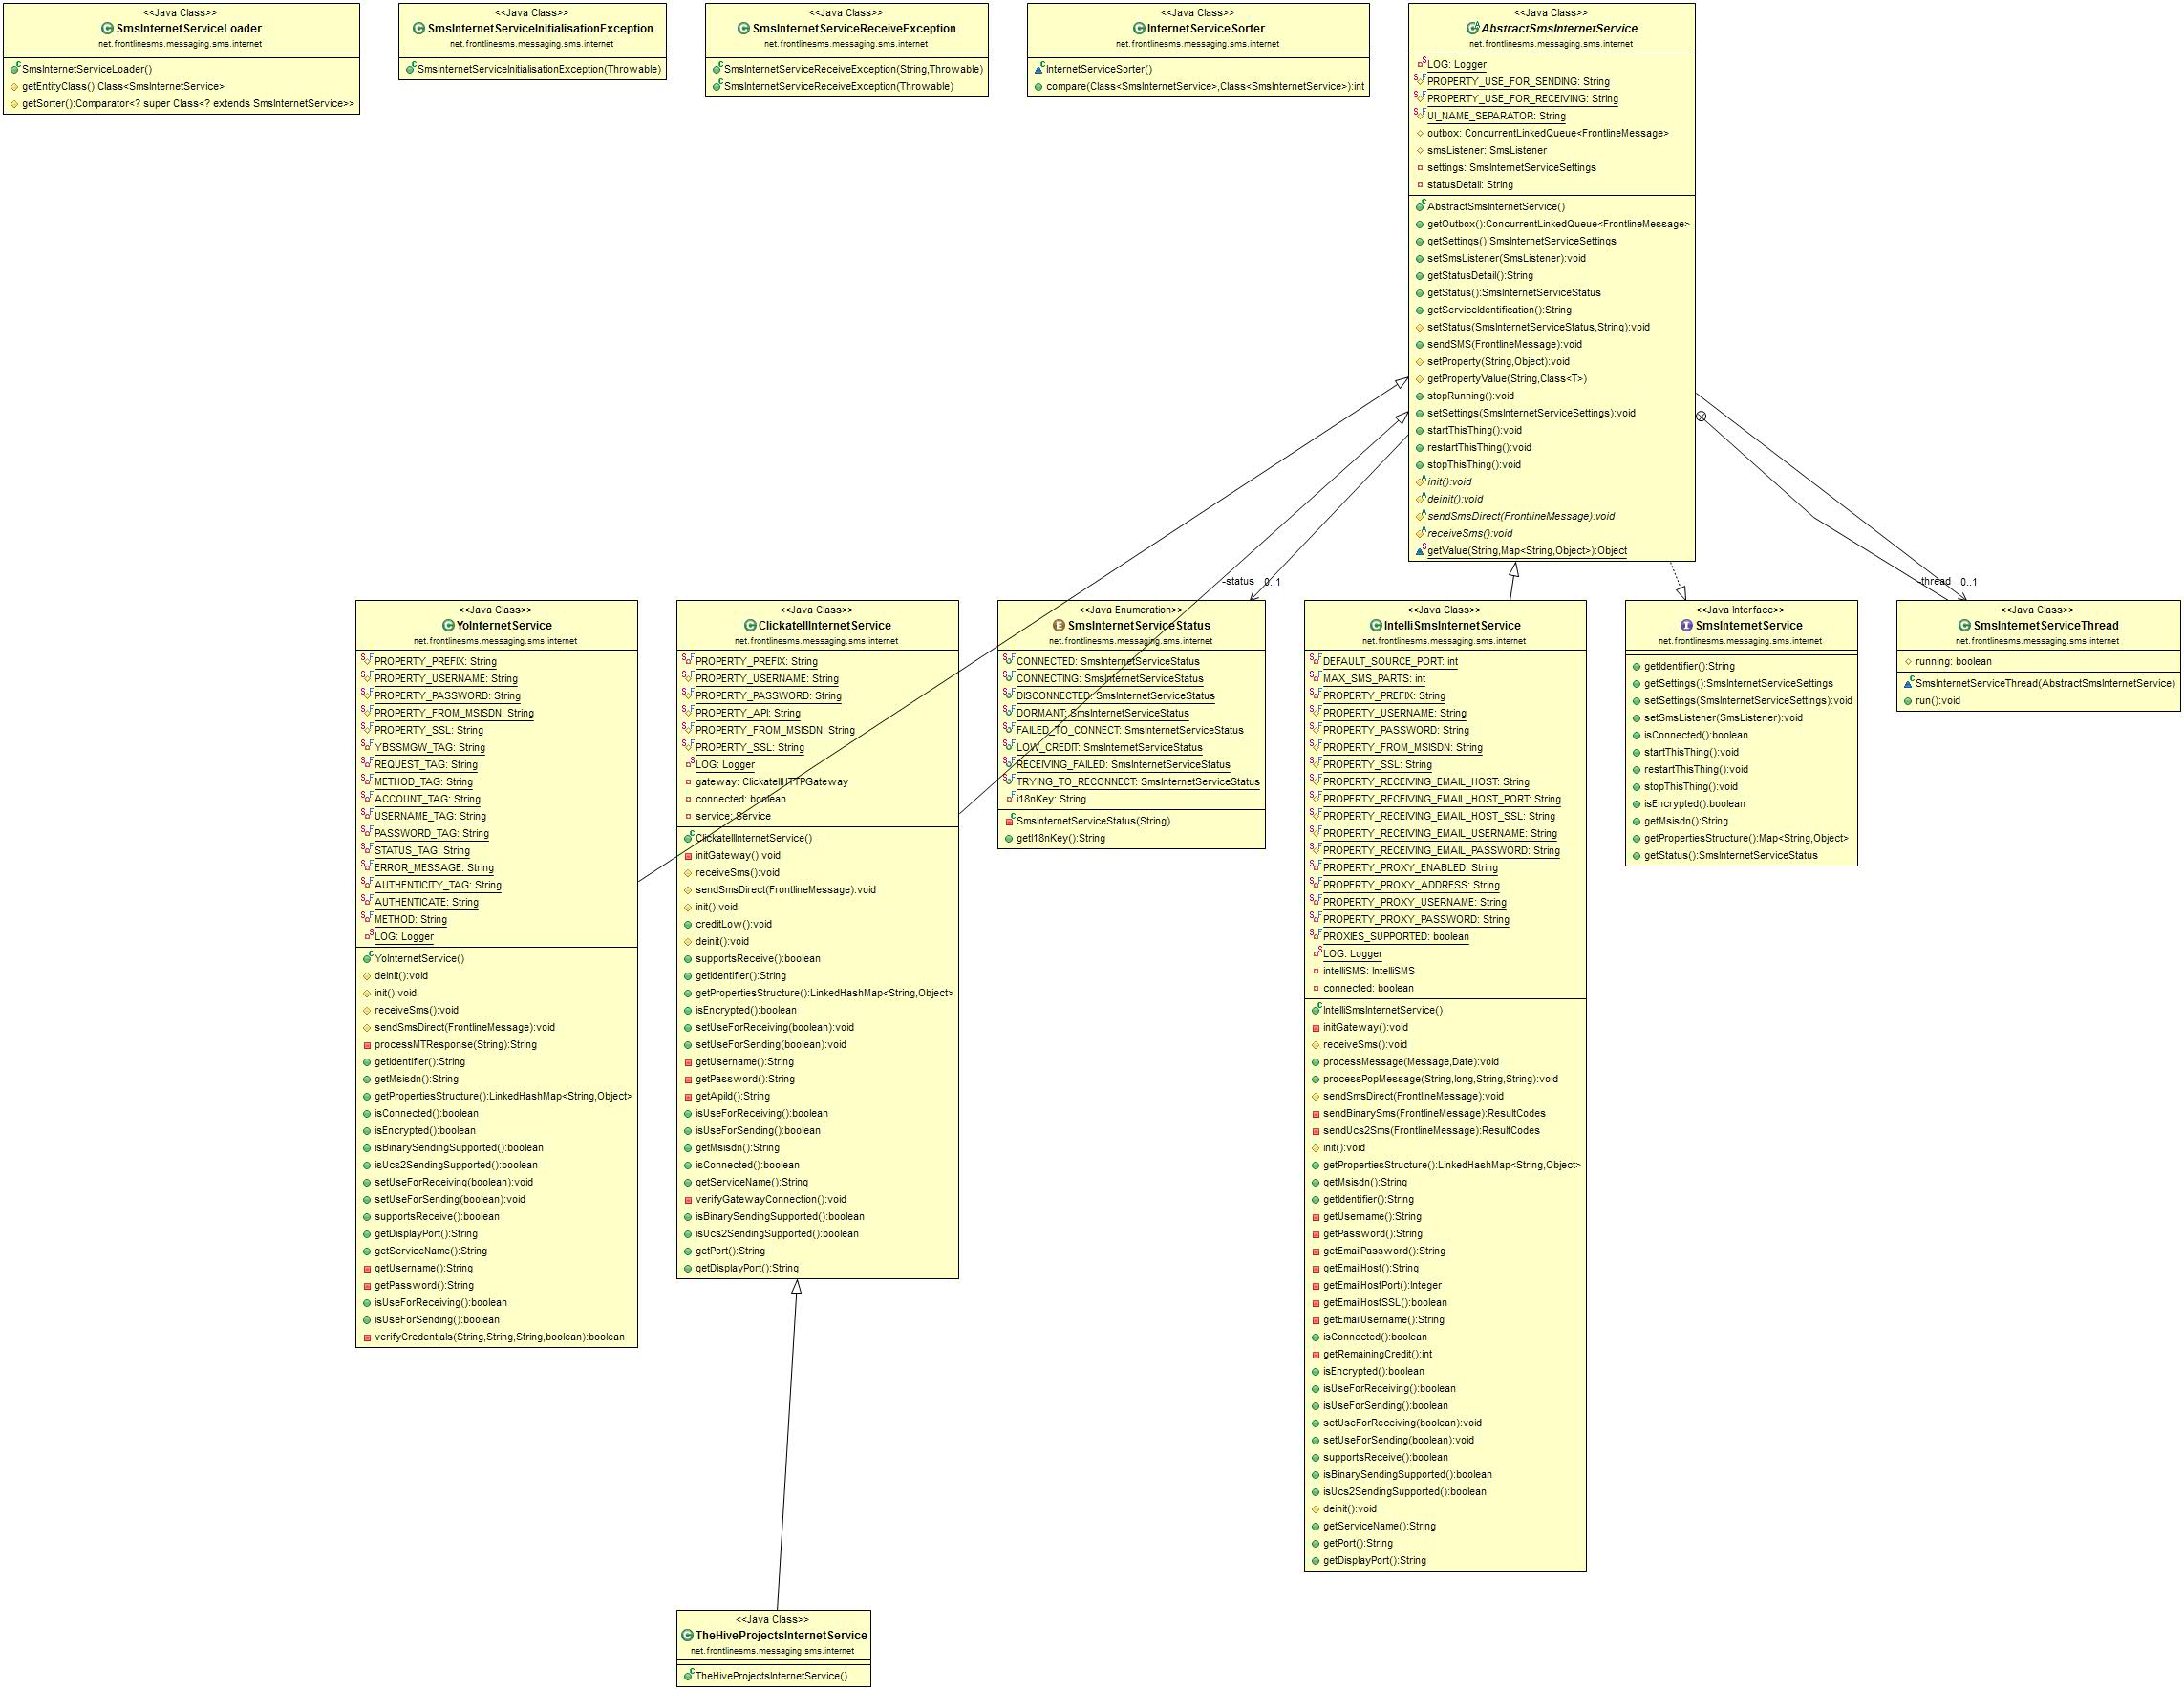 <<Java Class>>
SmsInternetServiceLoader
net.frontlinesms.messaging.sms.internet
SmsInternetServiceLoader()
getEntityClass():Class<SmsInternetService>
getSorter():Comparator<? super Class<? extends SmsInternetService>>
<<Java Class>>
SmsInternetServiceInitialisationException
net.frontlinesms.messaging.sms.internet
SmsInternetServiceInitialisationException(Throwable)
<<Java Class>>
SmsInternetServiceReceiveException
net.frontlinesms.messaging.sms.internet
SmsInternetServiceReceiveException(String,Throwable)
SmsInternetServiceReceiveException(Throwable)
<<Java Class>>
InternetServiceSorter
net.frontlinesms.messaging.sms.internet
InternetServiceSorter()
compare(Class<SmsInternetService>,Class<SmsInternetService>):int
<<Java Class>>
AbstractSmsInternetService
net.frontlinesms.messaging.sms.internet
LOG: Logger
PROPERTY_USE_FOR_SENDING: String
PROPERTY_USE_FOR_RECEIVING: String
UI_NAME_SEPARATOR: String
outbox: ConcurrentLinkedQueue<FrontlineMessage>
smsListener: SmsListener
settings: SmsInternetServiceSettings
statusDetail: String
AbstractSmsInternetService()
getOutbox():ConcurrentLinkedQueue<FrontlineMessage>
getSettings():SmsInternetServiceSettings
setSmsListener(SmsListener):void
getStatusDetail():String
getStatus():SmsInternetServiceStatus
getServiceIdentification():String
setStatus(SmsInternetServiceStatus,String):void
sendSMS(FrontlineMessage):void
setProperty(String,Object):void
getPropertyValue(String,Class<T>)
stopRunning():void
setSettings(SmsInternetServiceSettings):void
startThisThing():void
restartThisThing():void
stopThisThing():void
init():void
deinit():void
sendSmsDirect(FrontlineMessage):void
receiveSms():void
getValue(String,Map<String,Object>):Object
-status 0..1
-thread 0..1
<<Java Class>>
YoInternetService
net.frontlinesms.messaging.sms.internet
PROPERTY_PREFIX: String
PROPERTY_USERNAME: String
PROPERTY_PASSWORD: String
PROPERTY_FROM_MSISDN: String
PROPERTY_SSL: String
YBSSMGW_TAG: String
REQUEST_TAG: String
METHOD_TAG: String
ACCOUNT_TAG: String
USERNAME_TAG: String
PASSWORD_TAG: String
STATUS_TAG: String
ERROR_MESSAGE: String
AUTHENTICITY_TAG: String
AUTHENTICATE: String
METHOD: String
LOG: Logger
YoInternetService()
deinit():void
init():void
receiveSms():void
sendSmsDirect(FrontlineMessage):void
processMTResponse(String):String
getIdentifier():String
getMsisdn():String
getPropertiesStructure():LinkedHashMap<String,Object>
isConnected():boolean
isEncrypted():boolean
isBinarySendingSupported():boolean
isUcs2SendingSupported():boolean
setUseForReceiving(boolean):void
setUseForSending(boolean):void
supportsReceive():boolean
getDisplayPort():String
getServiceName():String
getUsername():String
getPassword():String
isUseForReceiving():boolean
isUseForSending():boolean
verifyCredentials(String,String,String,boolean):boolean
<<Java Class>>
ClickatellInternetService
net.frontlinesms.messaging.sms.internet
PROPERTY_PREFIX: String
PROPERTY_USERNAME: String
PROPERTY_PASSWORD: String
PROPERTY_API: String
PROPERTY_FROM_MSISDN: String
PROPERTY_SSL: String
LOG: Logger
gateway: ClickatellHTTPGateway
connected: boolean
service: Service
ClickatellInternetService()
initGateway():void
receiveSms():void
sendSmsDirect(FrontlineMessage):void
init():void
creditLow():void
deinit():void
supportsReceive():boolean
getIdentifier():String
getPropertiesStructure():LinkedHashMap<String,Object>
isEncrypted():boolean
setUseForReceiving(boolean):void
setUseForSending(boolean):void
getUsername():String
getPassword():String
getApiId():String
isUseForReceiving():boolean
isUseForSending():boolean
getMsisdn():String
isConnected():boolean
getServiceName():String
verifyGatewayConnection():void
isBinarySendingSupported():boolean
isUcs2SendingSupported():boolean
getPort():String
getDisplayPort():String
<<Java Enumeration>>
SmsInternetServiceStatus
net.frontlinesms.messaging.sms.internet
CONNECTED: SmsInternetServiceStatus
CONNECTING: SmsInternetServiceStatus
DISCONNECTED: SmsInternetServiceStatus
DORMANT: SmsInternetServiceStatus
FAILED_TO_CONNECT: SmsInternetServiceStatus
LOW_CREDIT: SmsInternetServiceStatus
RECEIVING_FAILED: SmsInternetServiceStatus
TRYING_TO_RECONNECT: SmsInternetServiceStatus
i18nKey: String
SmsInternetServiceStatus(String)
getI18nKey():String
<<Java Class>>
IntelliSmsInternetService
net.frontlinesms.messaging.sms.internet
DEFAULT_SOURCE_PORT: int
MAX_SMS_PARTS: int
PROPERTY_PREFIX: String
PROPERTY_USERNAME: String
PROPERTY_PASSWORD: String
PROPERTY_FROM_MSISDN: String
PROPERTY_SSL: String
PROPERTY_RECEIVING_EMAIL_HOST: String
PROPERTY_RECEIVING_EMAIL_HOST_PORT: String
PROPERTY_RECEIVING_EMAIL_HOST_SSL: String
PROPERTY_RECEIVING_EMAIL_USERNAME: String
PROPERTY_RECEIVING_EMAIL_PASSWORD: String
PROPERTY_PROXY_ENABLED: String
PROPERTY_PROXY_ADDRESS: String
PROPERTY_PROXY_USERNAME: String
PROPERTY_PROXY_PASSWORD: String
PROXIES_SUPPORTED: boolean
LOG: Logger
intelliSMS: IntelliSMS
connected: boolean
IntelliSmsInternetService()
initGateway():void
receiveSms():void
processMessage(Message,Date):void
processPopMessage(String,long,String,String):void
sendSmsDirect(FrontlineMessage):void
sendBinarySms(FrontlineMessage):ResultCodes
sendUcs2Sms(FrontlineMessage):ResultCodes
init():void
getPropertiesStructure():LinkedHashMap<String,Object>
getMsisdn():String
getIdentifier():String
getUsername():String
getPassword():String
getEmailPassword():String
getEmailHost():String
getEmailHostPort():Integer
getEmailHostSSL():boolean
getEmailUsername():String
isConnected():boolean
getRemainingCredit():int
isEncrypted():boolean
isUseForReceiving():boolean
isUseForSending():boolean
setUseForReceiving(boolean):void
setUseForSending(boolean):void
supportsReceive():boolean
isBinarySendingSupported():boolean
isUcs2SendingSupported():boolean
deinit():void
getServiceName():String
getPort():String
getDisplayPort():String
<<Java Interface>>
SmsInternetService
net.frontlinesms.messaging.sms.internet
getIdentifier():String
getSettings():SmsInternetServiceSettings
setSettings(SmsInternetServiceSettings):void
setSmsListener(SmsListener):void
isConnected():boolean
startThisThing():void
restartThisThing():void
stopThisThing():void
isEncrypted():boolean
getMsisdn():String
getPropertiesStructure():Map<String,Object>
getStatus():SmsInternetServiceStatus
<<Java Class>>
SmsInternetServiceThread
net.frontlinesms.messaging.sms.internet
running: boolean
SmsInternetServiceThread(AbstractSmsInternetService)
run():void
<<Java Class>>
TheHiveProjectsInternetService
net.frontlinesms.messaging.sms.internet
TheHiveProjectsInternetService()